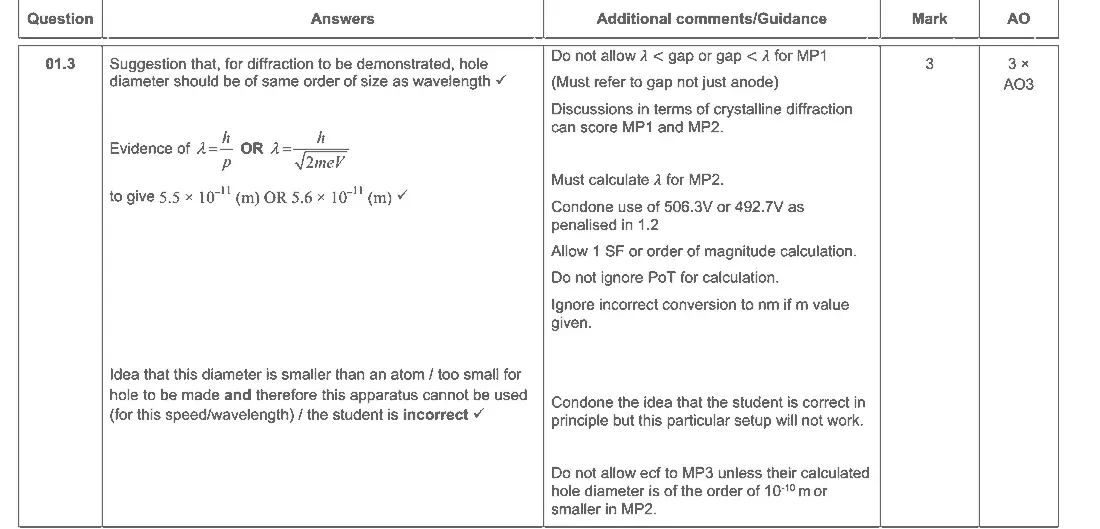 Question Answers Additional comments/Guidance Mark AO
01.3 Suggestion that, for diffraction to be demonstrated, hole
diameter should be of same order of size as wavelength ✓
Evidence of λ = h/p OR λ = h/√2meV
to give 5.5 × 10⁻¹¹ (m) OR 5.6 × 10⁻¹¹ (m) ✓
Idea that this diameter is smaller than an atom / too small for
hole to be made and therefore this apparatus cannot be used
(for this speed/wavelength) / the student is incorrect ✓
Do not allow λ < gap or gap < λ for MP1
(Must refer to gap not just anode)
Discussions in terms of crystalline diffraction
can score MP1 and MP2.
Must calculate λ for MP2.
Condone use of 506.3V or 492.7V as
penalised in 1.2
Allow 1 SF or order of magnitude calculation.
Do not ignore PoT for calculation.
Ignore incorrect conversion to nm if m value
given.
Condone the idea that the student is correct in
principle but this particular setup will not work.
Do not allow ecf to MP3 unless their calculated
hole diameter is of the order of 10⁻¹⁰ m or
smaller in MP2.
3
3 ×
AO3